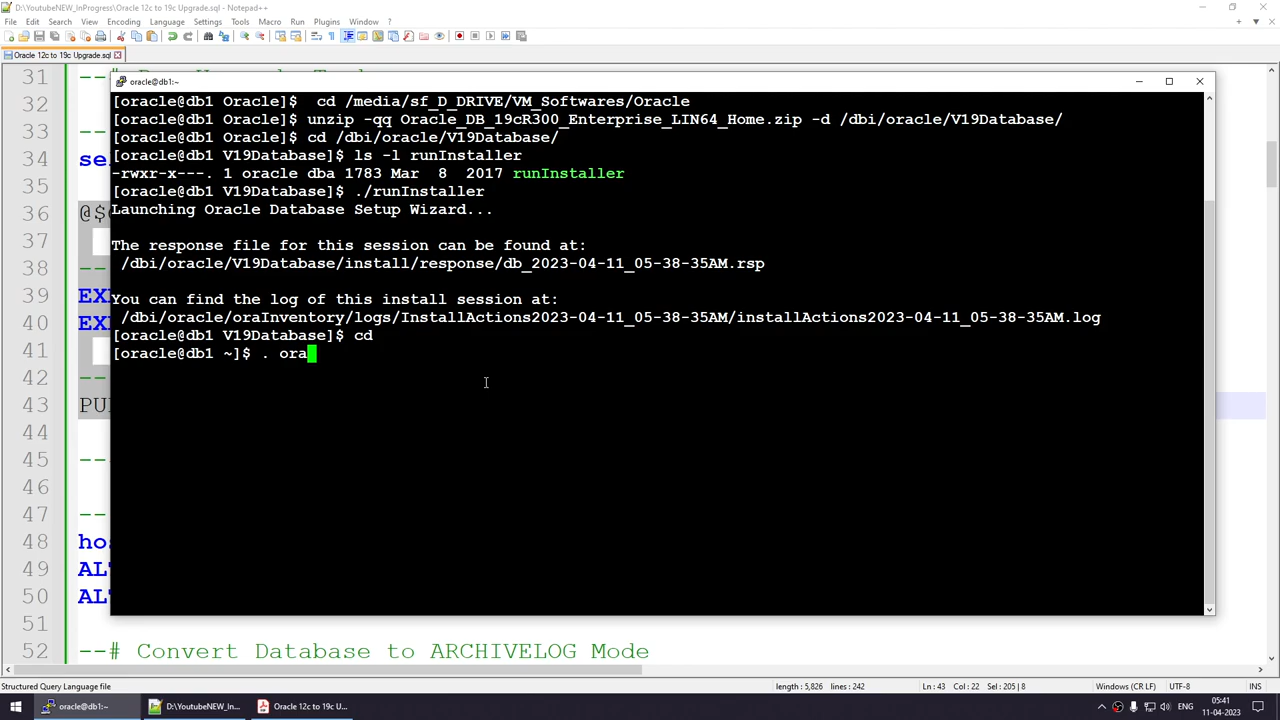 D:\YoutubeNEW_InProgress\Oracle 12c to 19c Upgrade.sql - Notepad++
File Edit Search View Encoding Language Settings Tools Macro Run Plugins Window ?
Oracle 12c to 19c Upgrade.sql
31
oracle@db1:~
32
[oracle@db1 Oracle]$  cd /media/sf_D_DRIVE/VM_Softwares/Oracle
[oracle@db1 Oracle]$ unzip -qq Oracle_DB_19cR300_Enterprise_LIN64_Home.zip -d /dbi/oracle/V19Database/
33 --
[oracle@db1 Oracle]$ cd /dbi/oracle/V19Database/
34 se
[oracle@db1 V19Database]$ ls -l runInstaller
-rwxr-x---. 1 oracle dba 1783 Mar  8  2017 runInstaller
35
[oracle@db1 V19Database]$ ./runInstaller
36 @$
Launching Oracle Database Setup Wizard...
37
The response file for this session can be found at:
38 --
/dbi/oracle/V19Database/install/response/db_2023-04-11_05-38-35AM.rsp
39 EX
You can find the log of this install session at:
40 EX
/dbi/oracle/oraInventory/logs/InstallActions2023-04-11_05-38-35AM/installActions2023-04-11_05-38-35AM.log
[oracle@db1 V19Database]$ cd
41
[oracle@db1 ~]$ . ora
42 --
43 PU
44
45 --
46
47 --
48 ho
49 AL
50 AL
51
52 --# Convert Database to ARCHIVELOG Mode
Structured Query Language file length : 5,826 lines : 242 Ln : 43 Col : 22 Sel : 205 | 8 Windows (CR LF) UTF-8 INS
oracle@db1:~ D:\YoutubeNEW_In... Oracle 12c to 19c U... ENG 05:41
11-04-2023